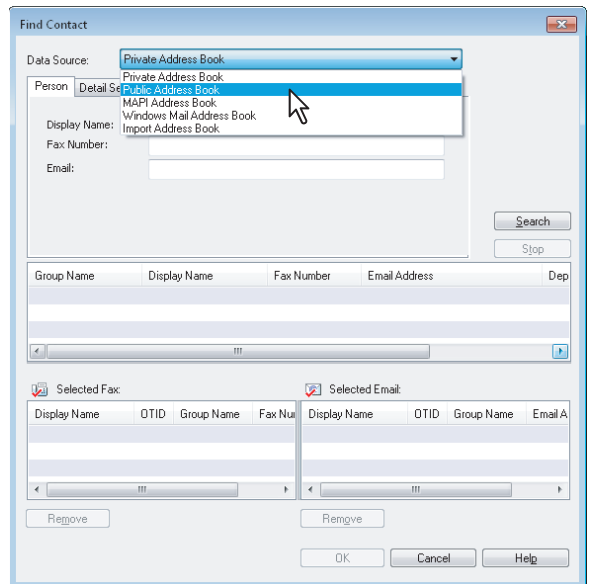 Find Contact
Data Source: Private Address Book
Private Address Book
Public Address Book
MAPI Address Book
Windows Mail Address Book
Import Address Book
Person Detail Se
Display Name:
Fax Number:
Email:
Search
Stop
Group Name Display Name Fax Number Email Address Dep
Selected Fax: Selected Email:
Display Name OTID Group Name Fax Nu Display Name OTID Group Name Email A
Remove Remove
OK Cancel Help